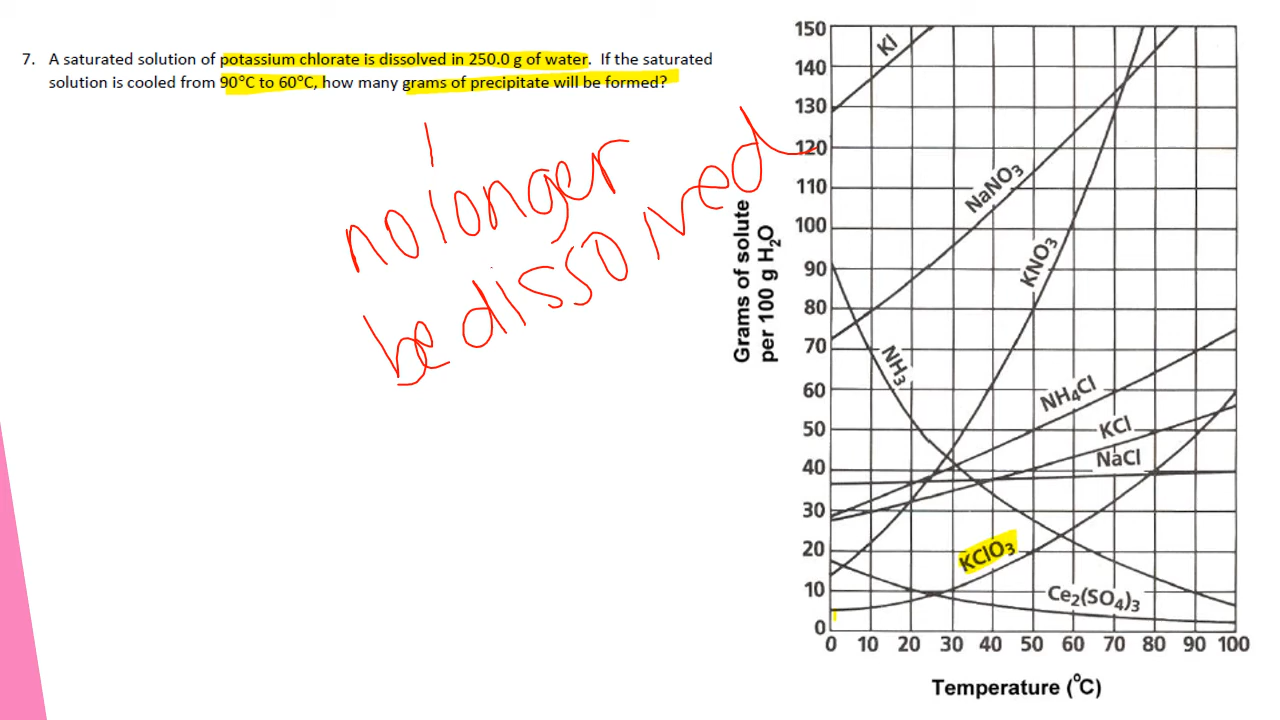 7. A saturated solution of potassium chlorate is dissolved in 250.0 g of water. If the saturated
solution is cooled from 90°C to 60°C, how many grams of precipitate will be formed?
no longer
be dissolved
Grams of solute
per 100 g H₂O
150
140
130
120
110
100
90
80
70
60
50
40
30
20
10
0
KI
NaNO₃
KNO₃
NH₃
NH₄Cl
KCl
NaCl
KClO₃
Ce₂(SO₄)₃
0 10 20 30 40 50 60 70 80 90 100
Temperature (°C)